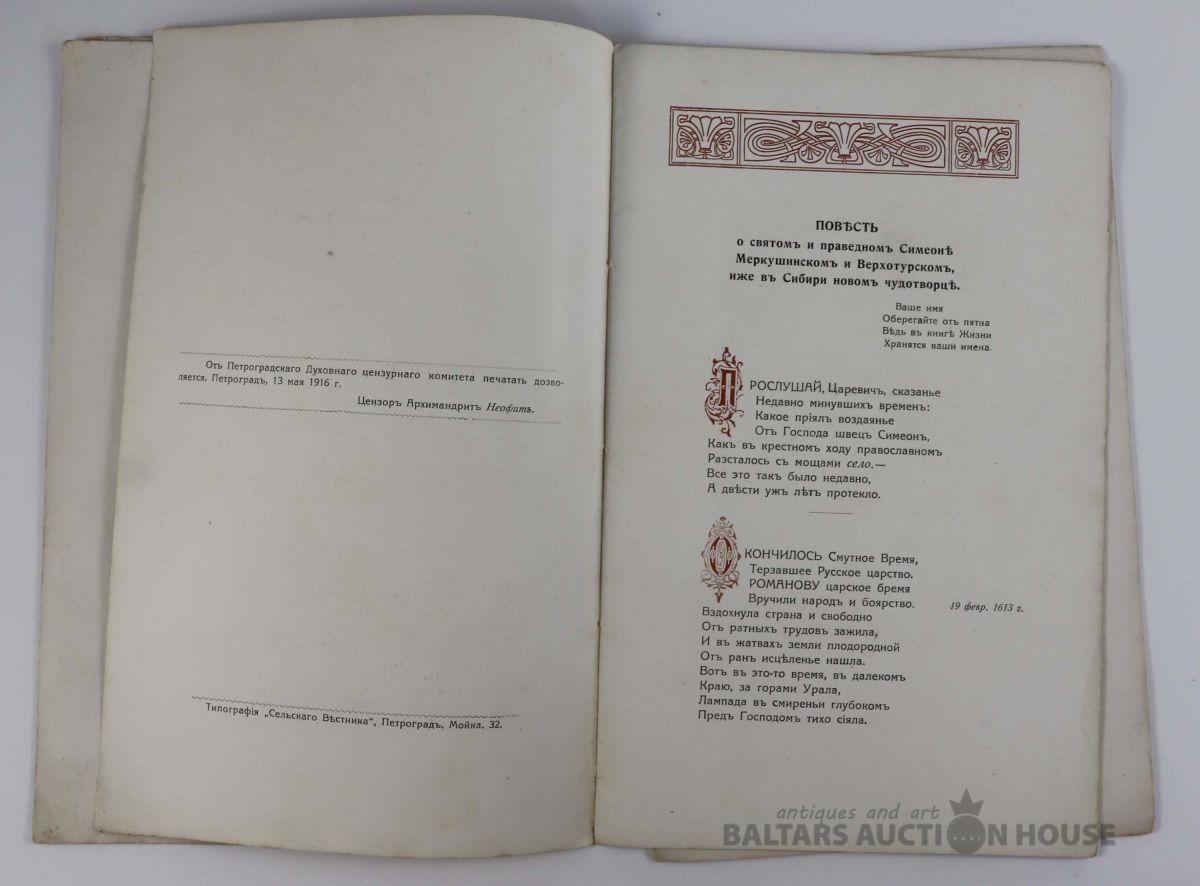 Отъ Петроградскаго Духовнаго цензурнаго комитета печатать дозво-
ляется. Петроградъ, 13 мая 1916 г.
Цензоръ Архимандритъ Неофитъ.
Типографія „Сельскаго Вѣстника“, Петроградъ, Мойка, 32.
ПОВѢСТЬ
о святомъ и праведномъ Симеонѣ
Меркушинскомъ и Верхотурскомъ,
иже въ Сибири новомъ чудотворцѣ.
Ваше имя
Оберегайте отъ пятна
Вѣдь въ книгѣ Жизни
Хранятся ваши имена.
ПРОСЛУШАЙ, Царевичъ, сказанье
Недавно минувшихъ временъ:
Какое пріялъ воздаянье
Отъ Господа швецъ Симеонъ,
Какъ въ крестномъ ходу православномъ
Разсталось съ мощами село.—
Все это такъ было недавно,
А двѣсти ужъ лѣтъ протекло.
ОКОНЧИЛОСЬ Смутное Время,
Терзавшее Русское царство.
РОМАНОВУ царское бремя
Вручили народъ и боярство. 19 февр. 1613 г.
Вздохнула страна и свободно
Отъ ратныхъ трудовъ зажила,
И въ жатвахъ земли плодородной
Отъ ранъ исцѣленье нашла.
Вотъ въ это-то время, въ далекомъ
Краю, за горами Урала,
Лампада въ смиреньи глубокомъ
Предъ Господомъ тихо сіяла.
antiques and art
BALTARS AUCTION HOUSE